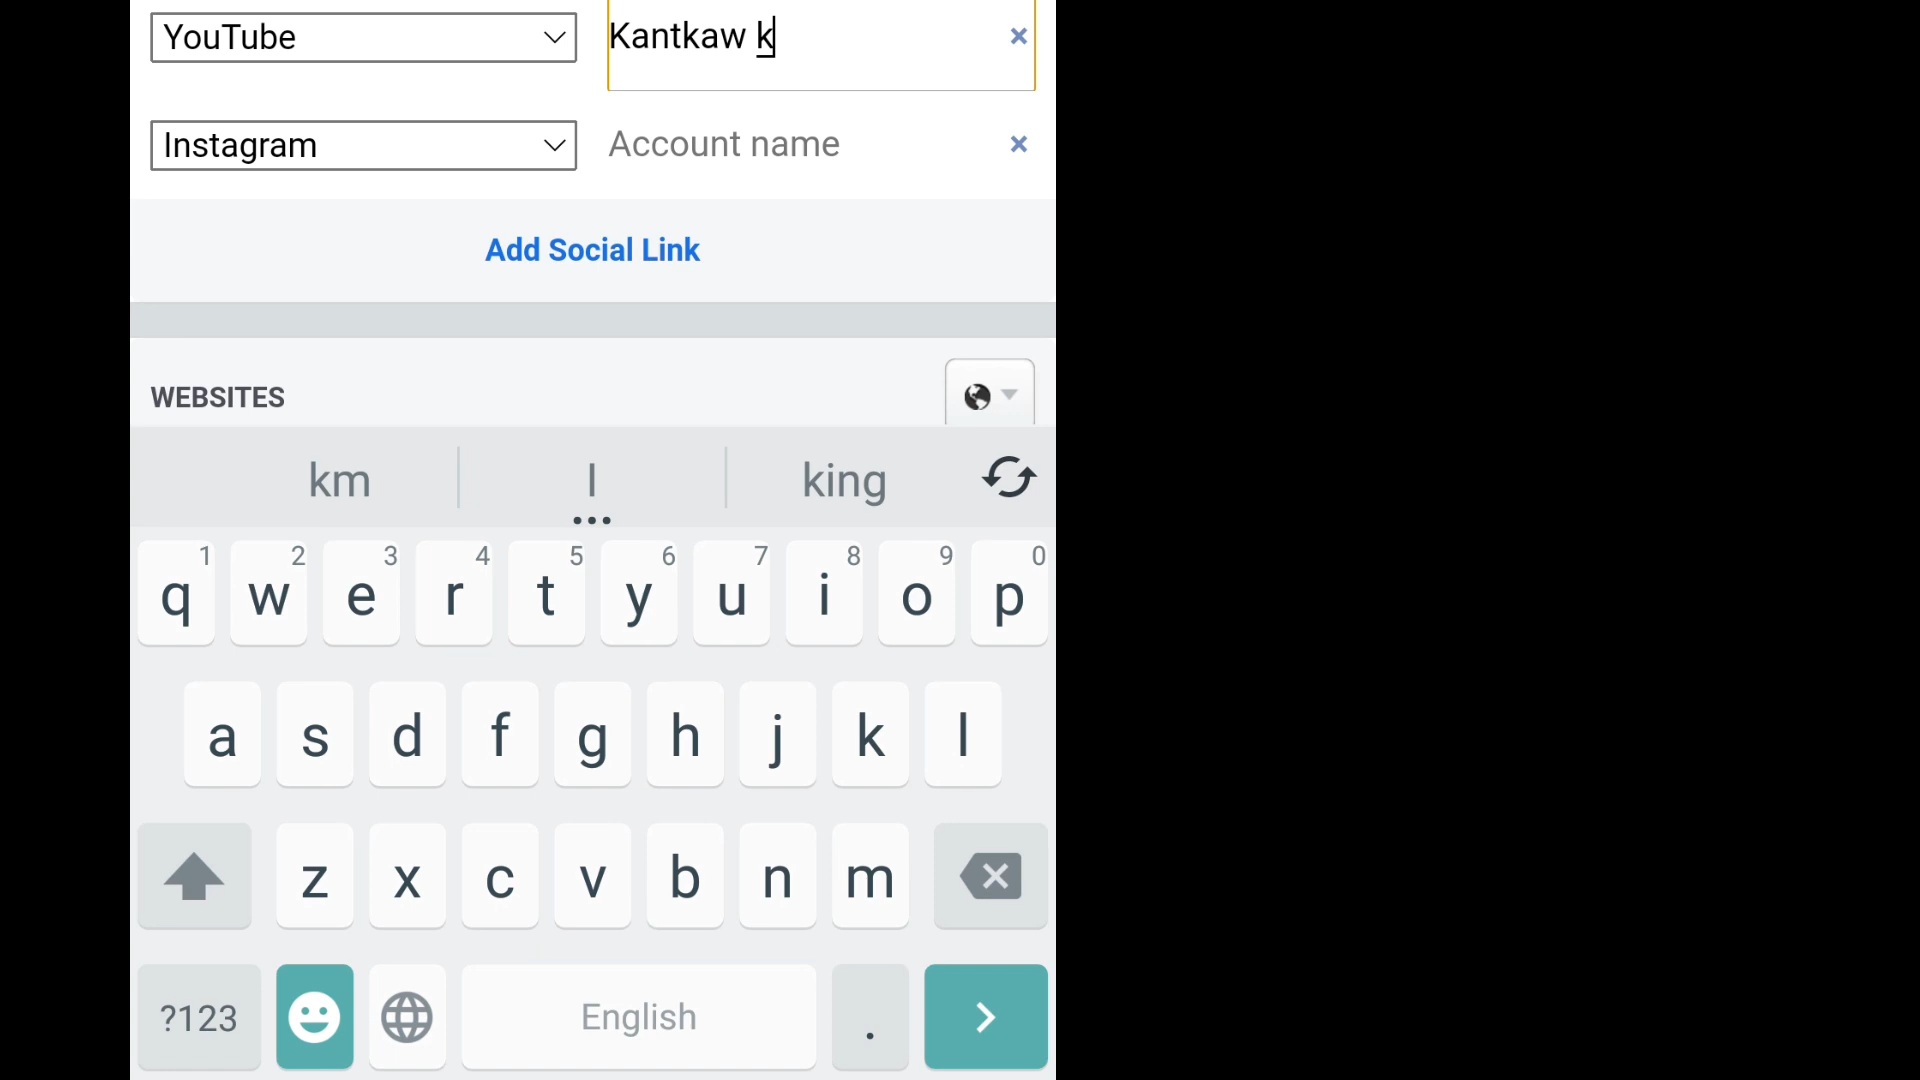 YouTube Kantkaw k ×
Instagram Account name ×
Add Social Link
WEBSITES
km I king
1 2 3 4 5 6 7 8 9 0
q w e r t y u i o p
a s d f g h j k l
z x c v b n m
?123 English .